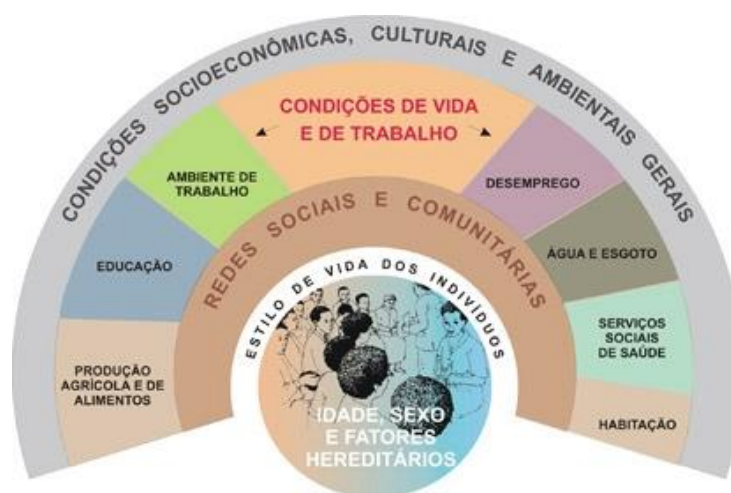 CONDIÇÕES SOCIOECONÔMICAS, CULTURAIS E AMBIENTAIS GERAIS
CONDIÇÕES DE VIDA
E DE TRABALHO
AMBIENTE DE
TRABALHO
DESEMPREGO
REDES SOCIAIS E COMUNITÁRIAS
EDUCAÇÃO
ÁGUA E ESGOTO
ESTILO DE VIDA DOS INDIVÍDUOS
SERVIÇOS
SOCIAIS
DE SAÚDE
PRODUÇÃO
AGRÍCOLA E DE
ALIMENTOS
HABITAÇÃO
IDADE, SEXO
E FATORES
HEREDITÁRIOS